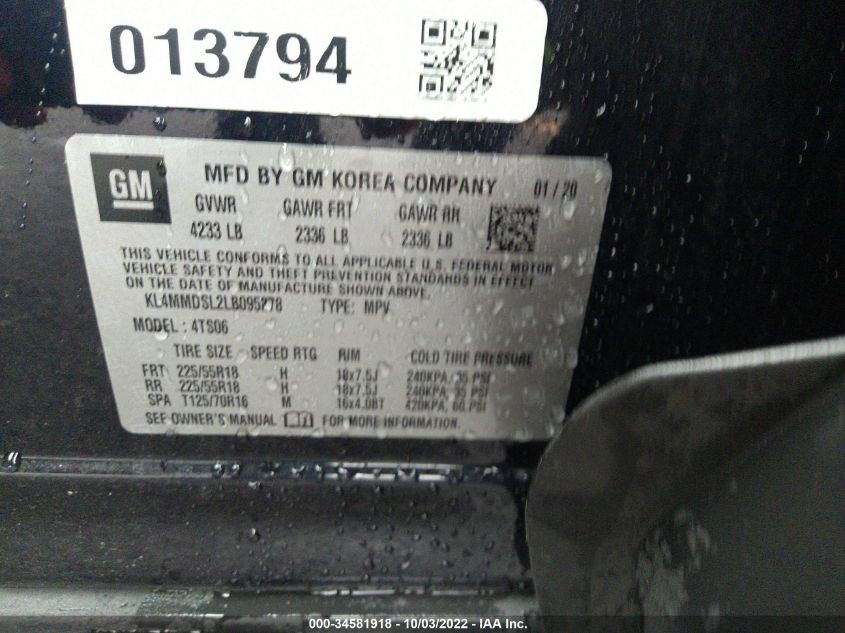 013794
GM
MFD BY GM KOREA COMPANY 01/20
GVWR GAWR FRT GAWR RR
4233 LB 2336 LB 2336 LB
THIS VEHICLE CONFORMS TO ALL APPLICABLE U.S. FEDERAL MOTOR
VEHICLE SAFETY AND THEFT PREVENTION STANDARDS IN EFFECT
ON THE DATE OF MANUFACTURE SHOWN ABOVE.
KL4MMDSL2LB095278 TYPE: MPV
MODEL: 4TS06
TIRE SIZE SPEED RTG RIM COLD TIRE PRESSURE
FRT 225/55R18 H 18x7.5J 240KPA, 35 PSI
RR 225/55R18 H 18x7.5J 240KPA, 35 PSI
SPA T125/70R16 M 16x4.0BT 420KPA, 60 PSI
SEE OWNER'S MANUAL FOR MORE INFORMATION.
000-34581918 - 10/03/2022 - IAA Inc.